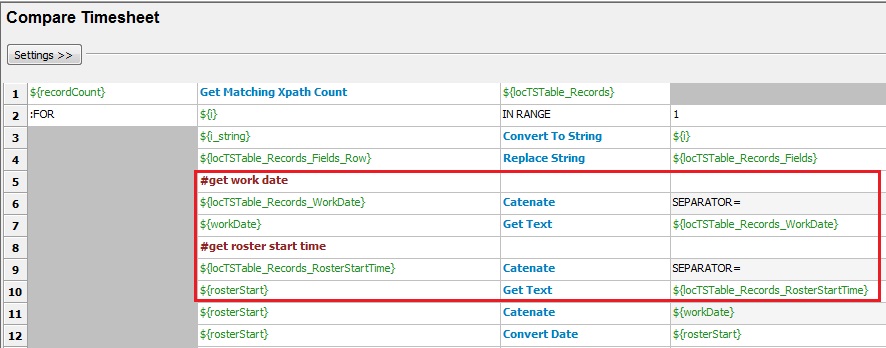 Compare Timesheet
Settings >>
1 ${recordCount} Get Matching Xpath Count ${locTSTable_Records}
2 :FOR ${i} IN RANGE 1
3 ${i_string} Convert To String ${i}
4 ${locTSTable_Records_Fields_Row} Replace String ${locTSTable_Records_Fields}
5 #get work date
6 ${locTSTable_Records_WorkDate} Catenate SEPARATOR=
7 ${workDate} Get Text ${locTSTable_Records_WorkDate}
8 #get roster start time
9 ${locTSTable_Records_RosterStartTime} Catenate SEPARATOR=
10 ${rosterStart} Get Text ${locTSTable_Records_RosterStartTime}
11 ${rosterStart} Catenate ${workDate}
12 ${rosterStart} Convert Date ${rosterStart}